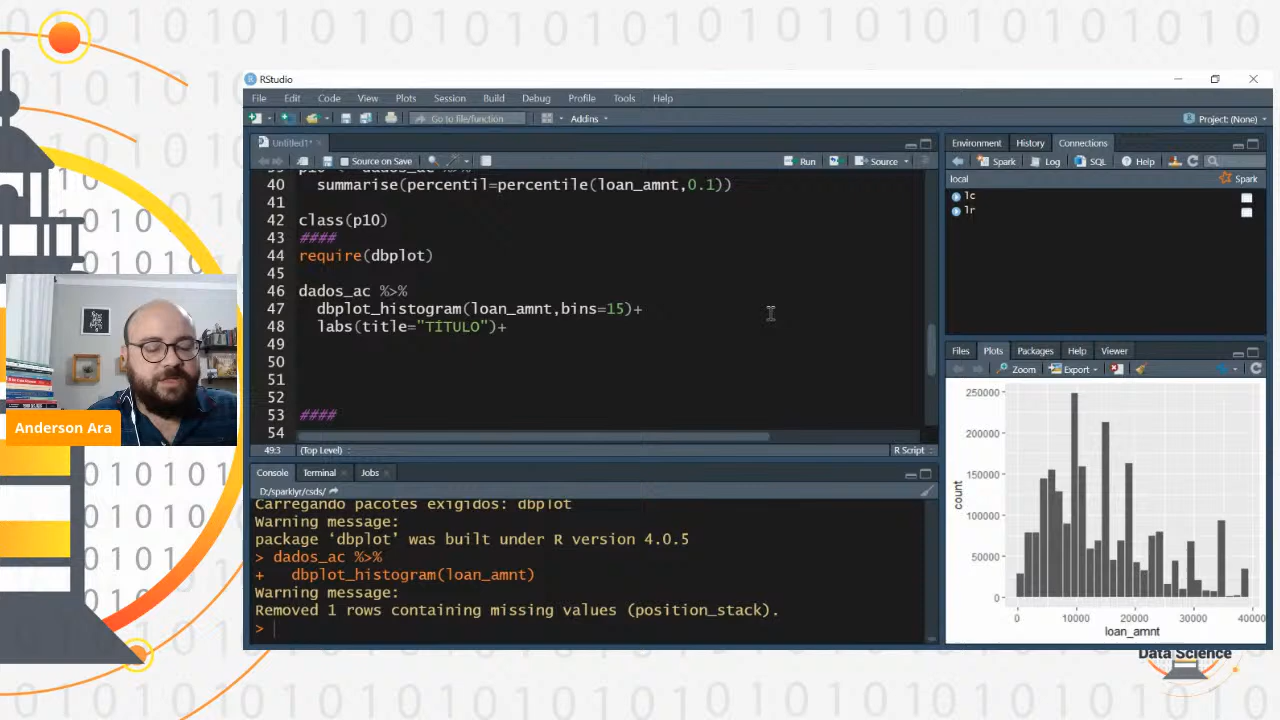 RStudio
File Edit Code View Plots Session Build Debug Profile Tools Help
Go to file/function Addins Project: (None)
Untitled1*
Source on Save Run Source
40 summarise(percentil=percentile(loan_amnt,0.1))
41
42 class(p10)
43 ####
44 require(dbplot)
45
46 dados_ac %>%
47 dbplot_histogram(loan_amnt,bins=15)+
48 labs(title="TÍTULO")+
49
50
51
52
53 ####
54
49:3 (Top Level) R Script
Console Terminal Jobs
D:/sparklyr/csds/
Carregando pacotes exigidos: dbplot
Warning message:
package ‘dbplot’ was built under R version 4.0.5
> dados_ac %>%
+ dbplot_histogram(loan_amnt)
Warning message:
Removed 1 rows containing missing values (position_stack).
>
Environment History Connections
Spark Log SQL Help
local Spark
lc
lr
Files Plots Packages Help Viewer
Zoom Export
250000
200000
150000
100000
50000
0
count
0 10000 20000 30000 40000
loan_amnt
Anderson Ara
Data Science